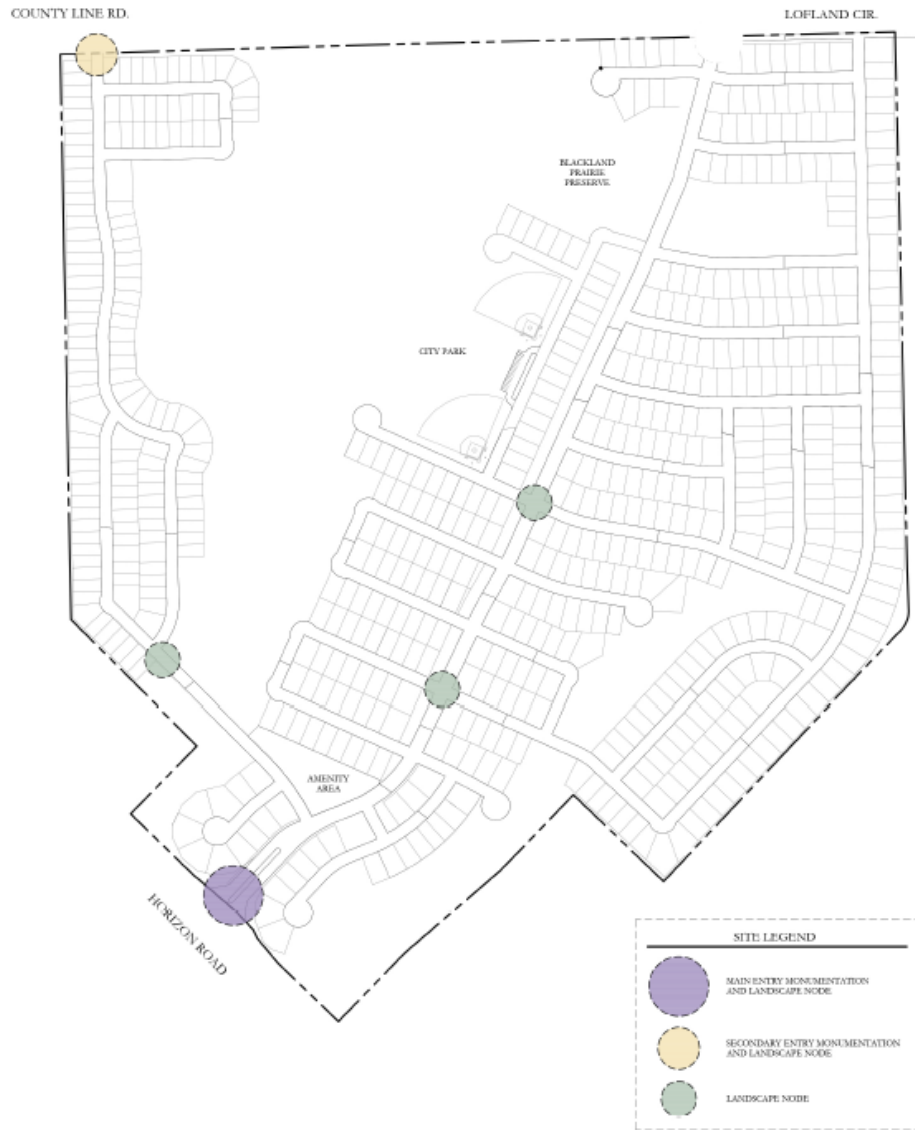 COUNTY LINE RD.
LOFLAND CIR.
BLACKLAND
PRAIRIE
PRESERVE
CITY PARK
AMENITY
AREA
HORIZON ROAD
SITE LEGEND
MAIN ENTRY MONUMENTATION
AND LANDSCAPE NODE
SECONDARY ENTRY MONUMENTATION
AND LANDSCAPE NODE
LANDSCAPE NODE